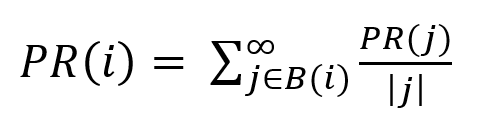 PR(i) = ∑_{j∈B(i)}^{∞} PR(j)/|j|